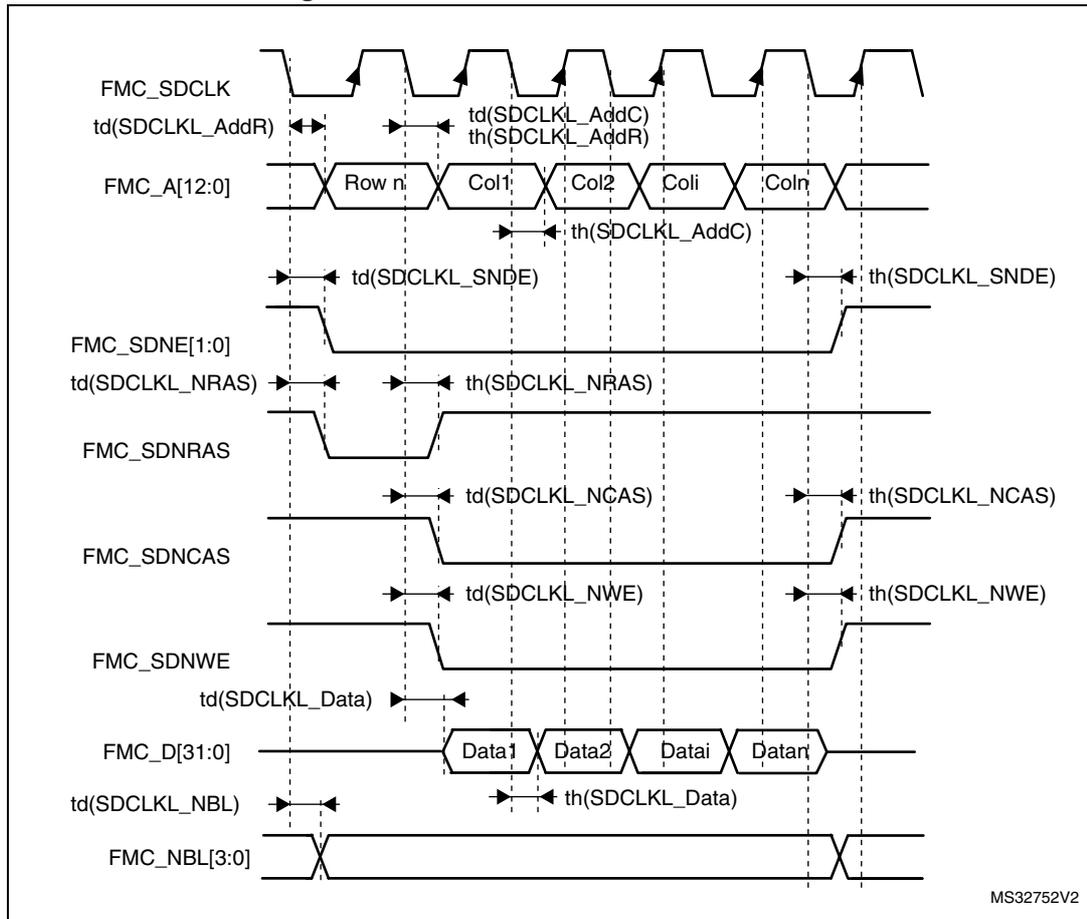 FMC_SDCLK
td(SDCLKL_AddR)
td(SDCLKL_AddC)
th(SDCLKL_AddR)
FMC_A[12:0]
Row n
Col1
Col2
Coli
Coln
th(SDCLKL_AddC)
td(SDCLKL_SNDE)
th(SDCLKL_SNDE)
FMC_SDNE[1:0]
td(SDCLKL_NRAS)
th(SDCLKL_NRAS)
FMC_SDNRAS
td(SDCLKL_NCAS)
th(SDCLKL_NCAS)
FMC_SDNCAS
td(SDCLKL_NWE)
th(SDCLKL_NWE)
FMC_SDNWE
td(SDCLKL_Data)
FMC_D[31:0]
Data1
Data2
Datai
Datan
td(SDCLKL_NBL)
th(SDCLKL_Data)
FMC_NBL[3:0]
MS32752V2